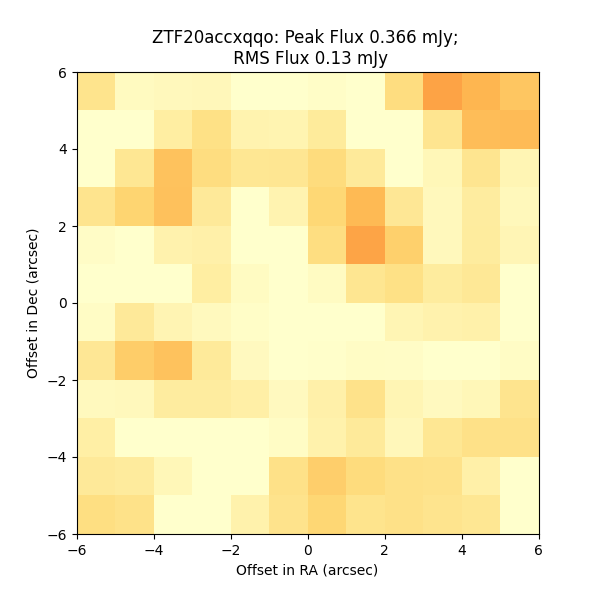 ZTF20accxqqo: Peak Flux 0.366 mJy;
RMS Flux 0.13 mJy
6
4
2
0
−2
−4
−6
Offset in Dec (arcsec)
−6 −4 −2 0 2 4 6
Offset in RA (arcsec)